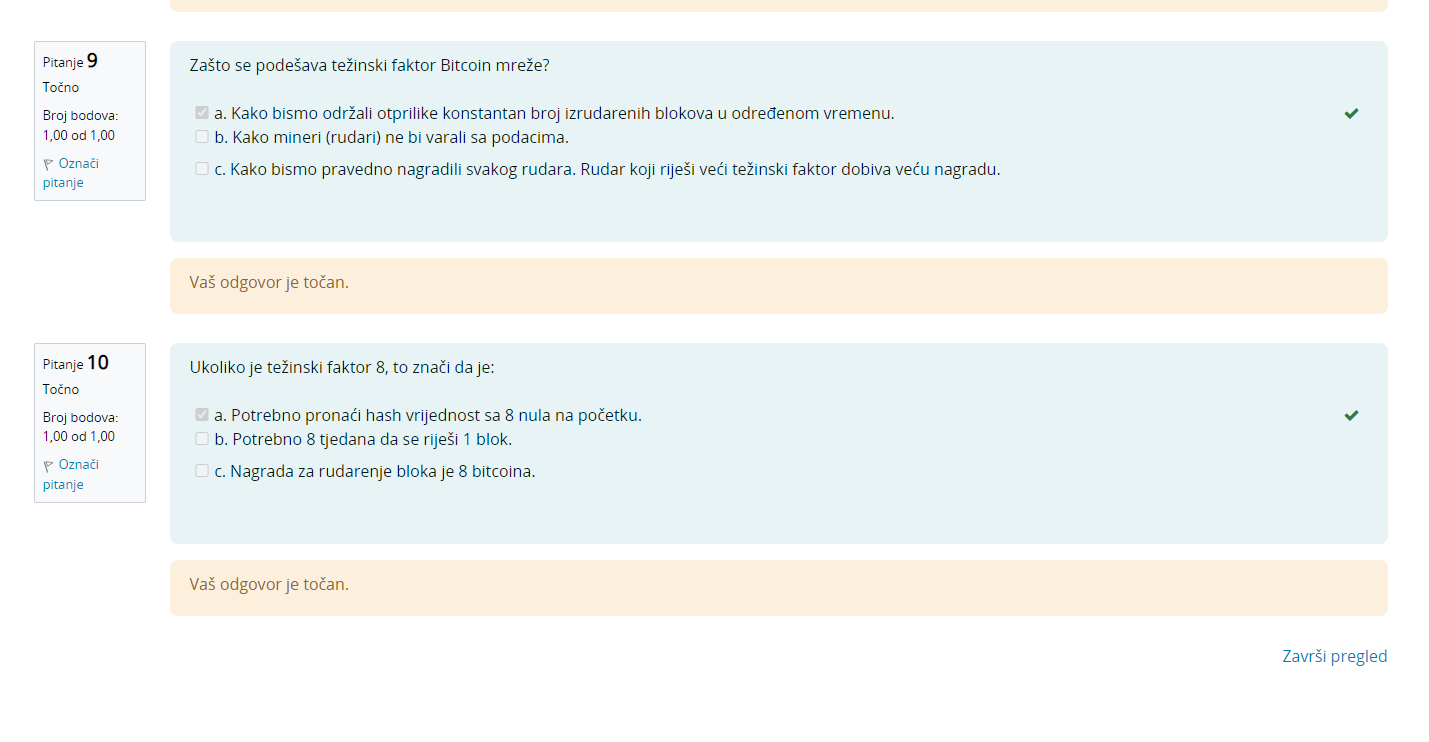 Pitanje 9
Točno
Broj bodova:
1,00 od 1,00
Označi
pitanje
Zašto se podešava težinski faktor Bitcoin mreže?
a. Kako bismo održali otprilike konstantan broj izrudarenih blokova u određenom vremenu.
b. Kako mineri (rudari) ne bi varali sa podacima.
c. Kako bismo pravedno nagradili svakog rudara. Rudar koji riješi veći težinski faktor dobiva veću nagradu.
Vaš odgovor je točan.
Pitanje 10
Točno
Broj bodova:
1,00 od 1,00
Označi
pitanje
Ukoliko je težinski faktor 8, to znači da je:
a. Potrebno pronaći hash vrijednost sa 8 nula na početku.
b. Potrebno 8 tjedana da se riješi 1 blok.
c. Nagrada za rudarenje bloka je 8 bitcoina.
Vaš odgovor je točan.
Završi pregled